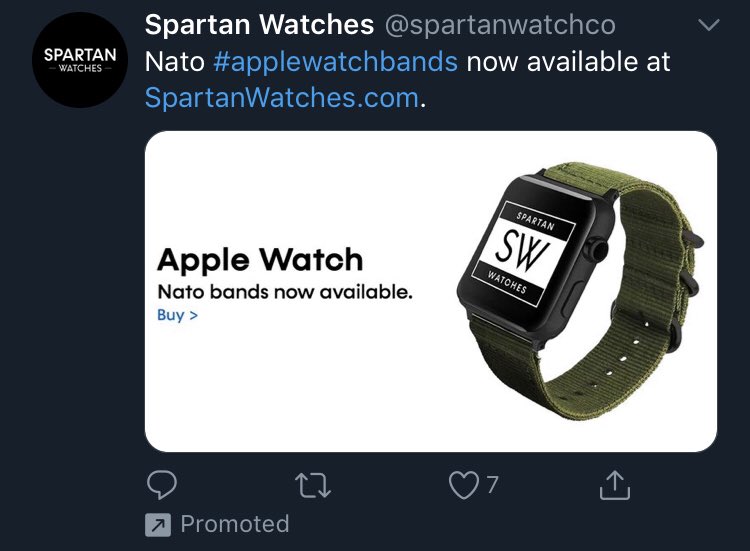 SPARTAN
WATCHES
Spartan Watches @spartanwatchco
Nato #applewatchbands now available at
SpartanWatches.com.
Apple Watch
Nato bands now available.
Buy >
SPARTAN
SW
WATCHES
7
Promoted